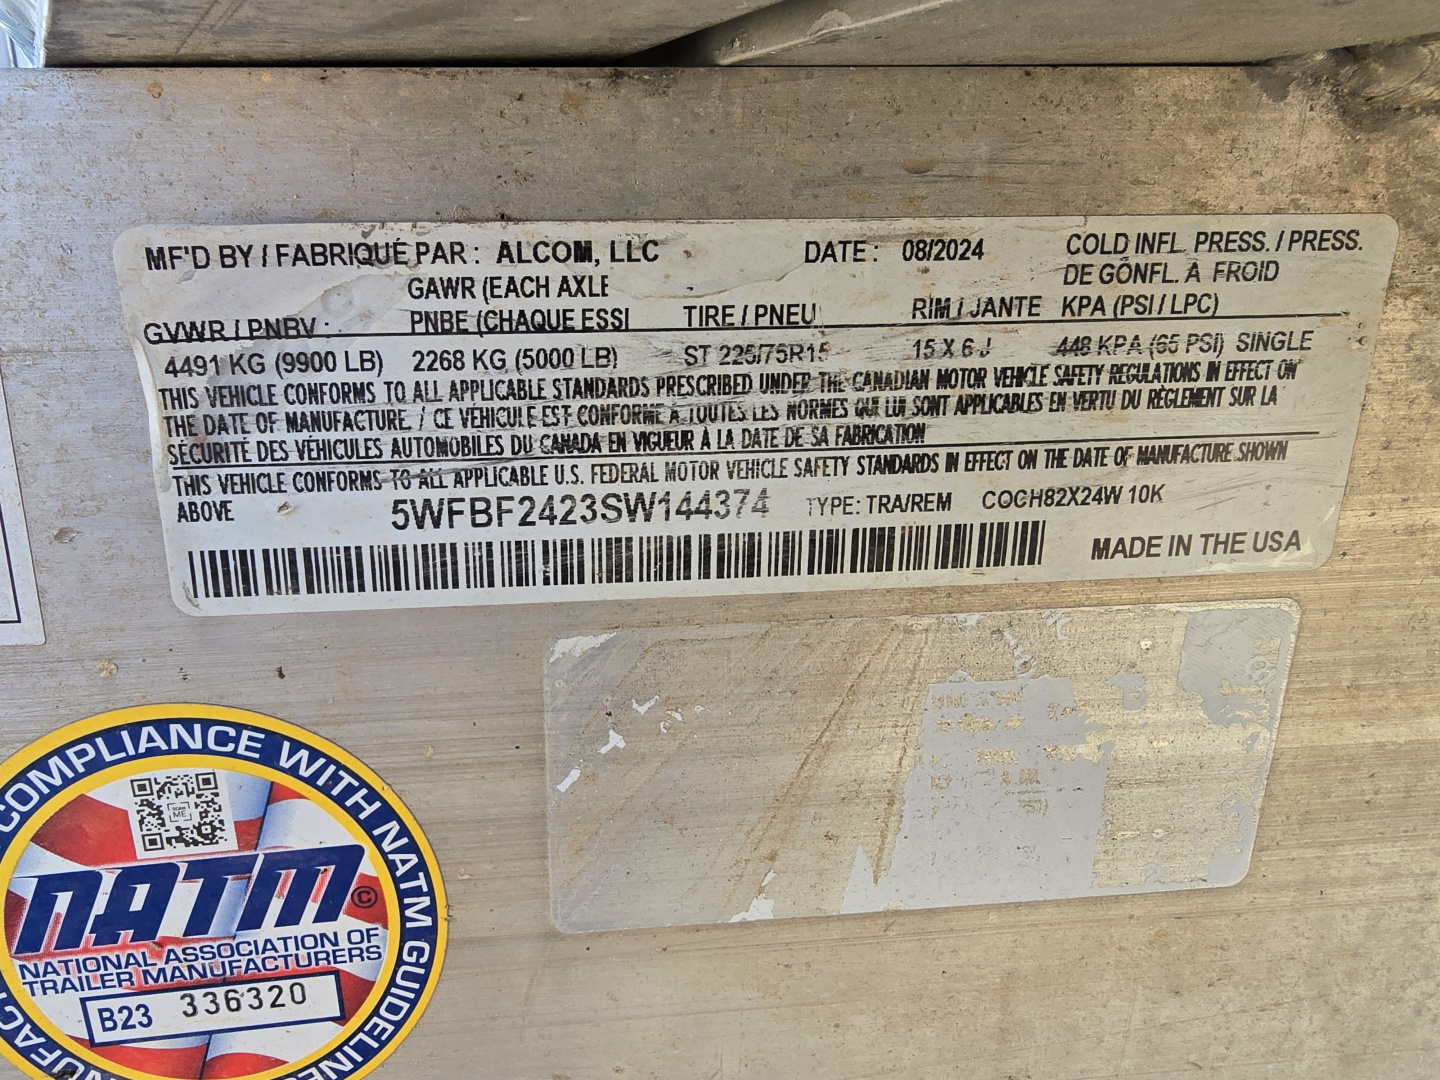 MF'D BY / FABRIQUÉ PAR : ALCOM, LLC DATE : 08/2024 COLD INFL. PRESS. / PRESS.
GAWR (EACH AXLE DE GONFL. À FROID
GVWR / PNBV : PNBE (CHAQUE ESSI TIRE / PNEU RIM / JANTE KPA (PSI / LPC)
4491 KG (9900 LB) 2268 KG (5000 LB) ST 225/75R15 15 X 6 J 448 KPA (65 PSI) SINGLE
THIS VEHICLE CONFORMS TO ALL APPLICABLE STANDARDS PRESCRIBED UNDER THE CANADIAN MOTOR VEHICLE SAFETY REGULATIONS IN EFFECT ON
THE DATE OF MANUFACTURE. / CE VÉHICULE EST CONFORME À TOUTES LES NORMES QUI LUI SONT APPLICABLES EN VERTU DU RÈGLEMENT SUR LA
SÉCURITÉ DES VÉHICULES AUTOMOBILES DU CANADA EN VIGUEUR À LA DATE DE SA FABRICATION
THIS VEHICLE CONFORMS TO ALL APPLICABLE U.S. FEDERAL MOTOR VEHICLE SAFETY STANDARDS IN EFFECT ON THE DATE OF MANUFACTURE SHOWN
ABOVE 5WFBF2423SW144374 TYPE: TRA/REM COCH82X24W 10K
MADE IN THE USA
COMPLIANCE WITH NATM GUIDELINES
SCAN
ME
NATM ©
NATIONAL ASSOCIATION OF
TRAILER MANUFACTURERS
B23 336320